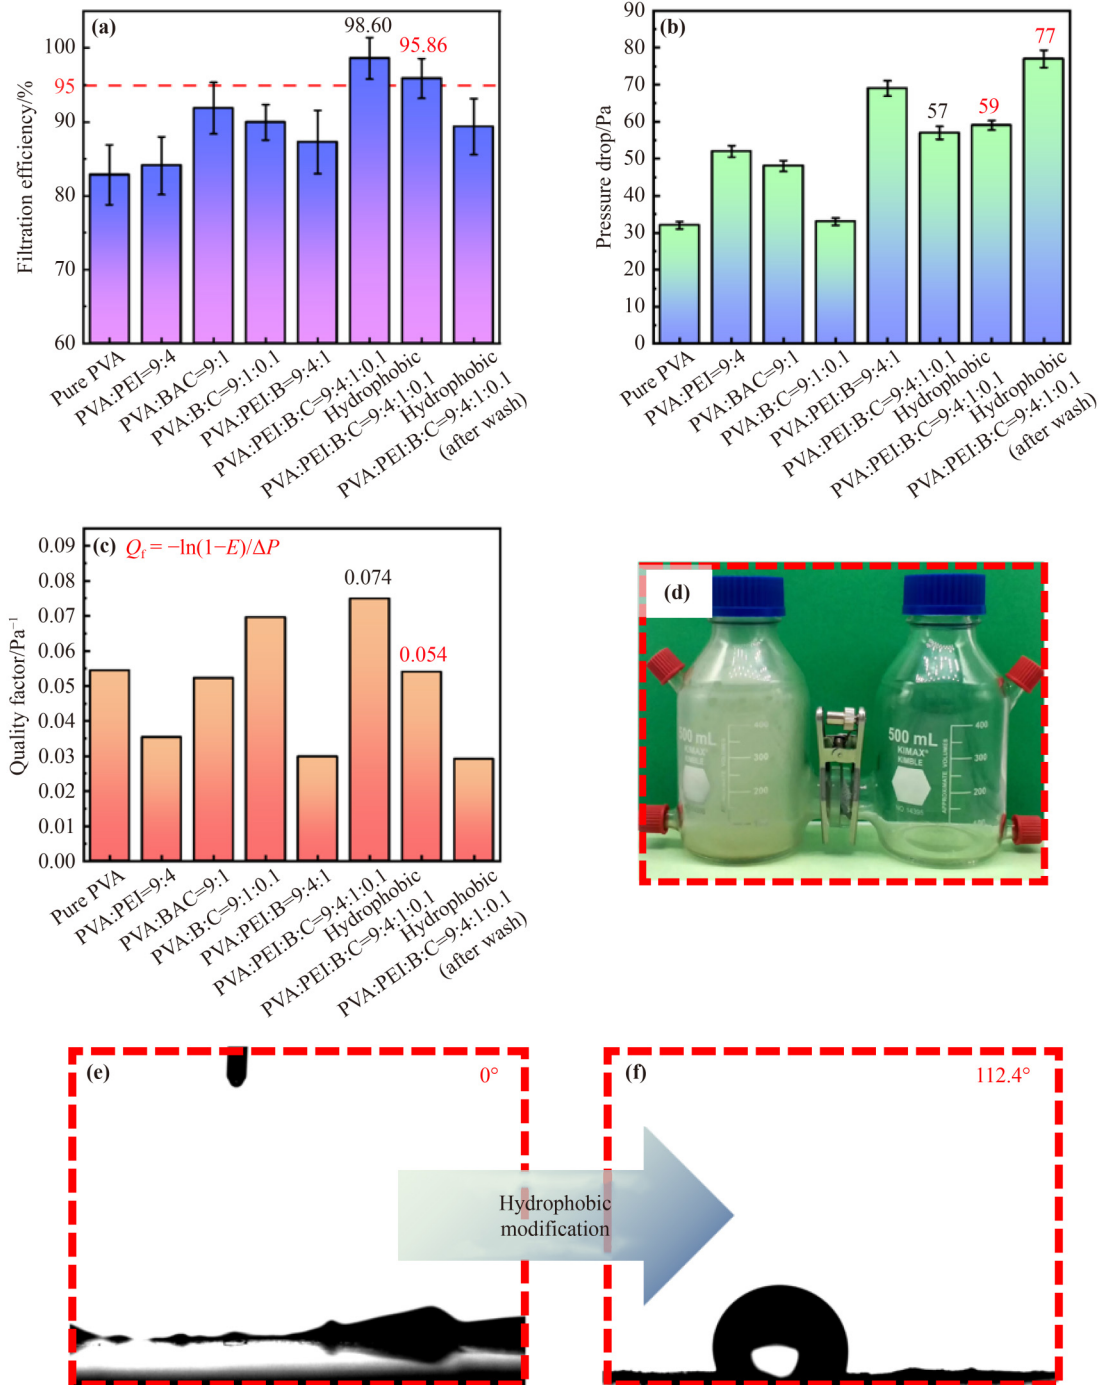 (a)
98.60
95.86
100
95
90
80
70
60
Filtration efficiency/%
Pure PVA
PVA:PEI=9:4
PVA:BAC=9:1
PVA:B:C=9:1:0.1
PVA:PEI:B=9:4:1
PVA:PEI:B:C=9:4:1:0.1
Hydrophobic
PVA:PEI:B:C=9:4:1:0.1
Hydrophobic
PVA:PEI:B:C=9:4:1:0.1
(after wash)
(b)
77
57
59
90
80
70
60
50
40
30
20
10
0
Pressure drop/Pa
Pure PVA
PVA:PEI=9:4
PVA:BAC=9:1
PVA:B:C=9:1:0.1
PVA:PEI:B=9:4:1
PVA:PEI:B:C=9:4:1:0.1
Hydrophobic
PVA:PEI:B:C=9:4:1:0.1
Hydrophobic
PVA:PEI:B:C=9:4:1:0.1
(after wash)
(c)
Qf = −ln(1−E)/ΔP
0.074
0.054
0.09
0.08
0.07
0.06
0.05
0.04
0.03
0.02
0.01
0.00
Quality factor/Pa⁻¹
Pure PVA
PVA:PEI=9:4
PVA:BAC=9:1
PVA:B:C=9:1:0.1
PVA:PEI:B=9:4:1
PVA:PEI:B:C=9:4:1:0.1
Hydrophobic
PVA:PEI:B:C=9:4:1:0.1
Hydrophobic
PVA:PEI:B:C=9:4:1:0.1
(after wash)
(d)
500 mL
KIMAX
KIMBLE
400
300
200
500 mL
KIMAX
KIMBLE
400
300
200
APPROXIMATE VOLUMES
(e)
0°
Hydrophobic
modification
(f)
112.4°